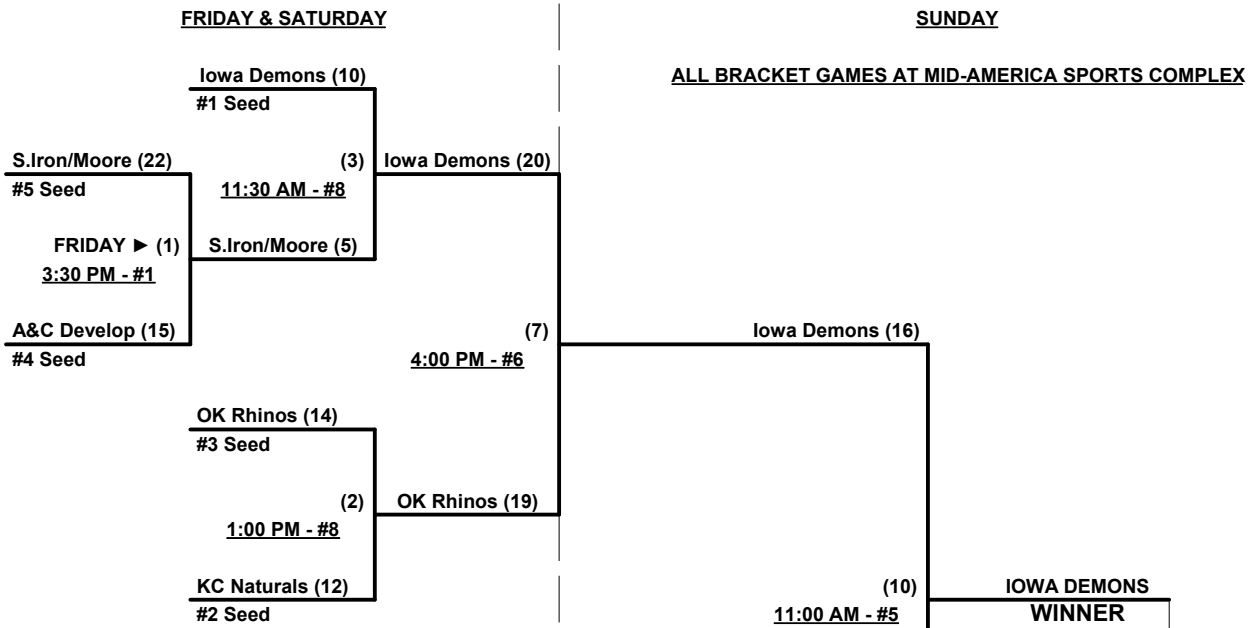 FRIDAY & SATURDAY
SUNDAY
Iowa Demons (10)
ALL BRACKET GAMES AT MID-AMERICA SPORTS COMPLEX
#1 Seed
S.Iron/Moore (22)
(3)
Iowa Demons (20)
#5 Seed
11:30 AM - #8
FRIDAY ► (1)
S.Iron/Moore (5)
3:30 PM - #1
A&C Develop (15)
(7)
Iowa Demons (16)
#4 Seed
4:00 PM - #6
OK Rhinos (14)
#3 Seed
(2)
OK Rhinos (19)
1:00 PM - #8
KC Naturals (12)
(10)
IOWA DEMONS
#2 Seed
11:00 AM - #5
WINNER